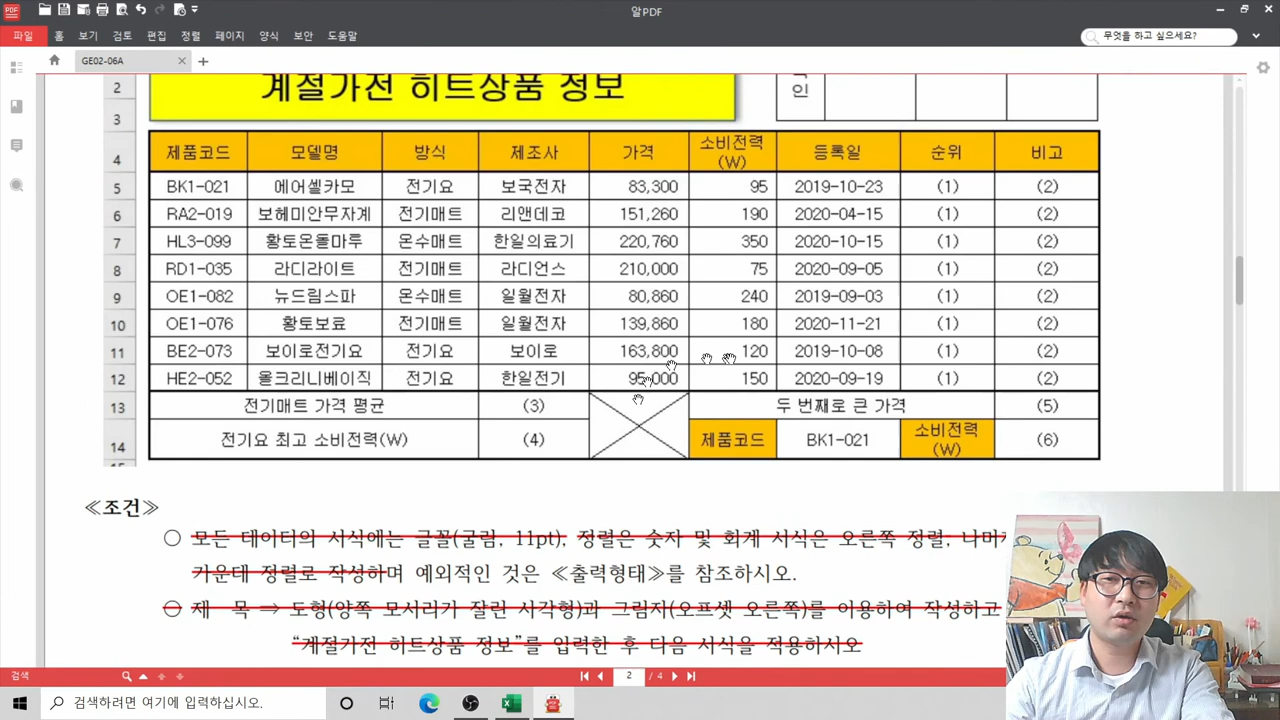 PDF
알PDF
파일 홈 보기 검토 편집 정렬 페이지 양식 보안 도움말 무엇을 하고 싶으세요?
GE02-06A
2 계절가전 히트상품 정보 인
3
4 제품코드 모델명 방식 제조사 가격 소비전력(W) 등록일 순위 비고
5 BK1-021 에어셀카모 전기요 보국전자 83,300 95 2019-10-23 (1) (2)
6 RA2-019 보헤미안무자계 전기매트 리앤데코 151,260 190 2020-04-15 (1) (2)
7 HL3-099 황토온돌마루 온수매트 한일의료기 220,760 350 2020-10-15 (1) (2)
8 RD1-035 라디라이트 전기매트 라디언스 210,000 75 2020-09-05 (1) (2)
9 OE1-082 뉴드림스파 온수매트 일월전자 80,860 240 2019-09-03 (1) (2)
10 OE1-076 황토보료 전기매트 일월전자 139,860 180 2020-11-21 (1) (2)
11 BE2-073 보이로전기요 전기요 보이로 163,800 120 2019-10-08 (1) (2)
12 HE2-052 올크리니베이직 전기요 한일전기 95,000 150 2020-09-19 (1) (2)
13 전기매트 가격 평균 (3) 두 번째로 큰 가격 (5)
14 전기요 최고 소비전력(W) (4) 제품코드 BK1-021 소비전력(W) (6)
≪조건≫
○ 모든 데이터의 서식에는 글꼴(굴림, 11pt), 정렬은 숫자 및 회계 서식은 오른쪽 정렬, 나머
카운데 정렬로 작성하며 예외적인 것은 ≪출력형태≫를 참조하시오.
○ 제 목 ⇒ 도형(양쪽 모서리가 잘린 사각형)과 그림자(오프셋 오른쪽)를 이용하여 작성하고
"계절가전 히트상품 정보"를 입력한 후 다음 서식을 적용하시오
검색 2 / 4
검색하려면 여기에 입력하십시오.